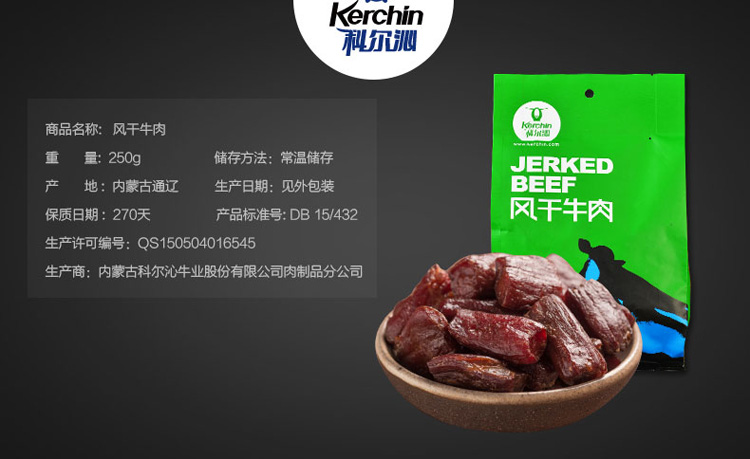 Kerchin
科尔沁
商品名称: 风干牛肉
重 量: 250g 储存方法: 常温储存
产 地: 内蒙古通辽 生产日期: 见外包装
保质日期: 270天 产品标准号: DB 15/432
生产许可编号: QS150504016545
生产商: 内蒙古科尔沁牛业股份有限公司肉制品分公司
Kerchin
科尔沁
www.kerchin.com
JERKED
BEEF
风干牛肉